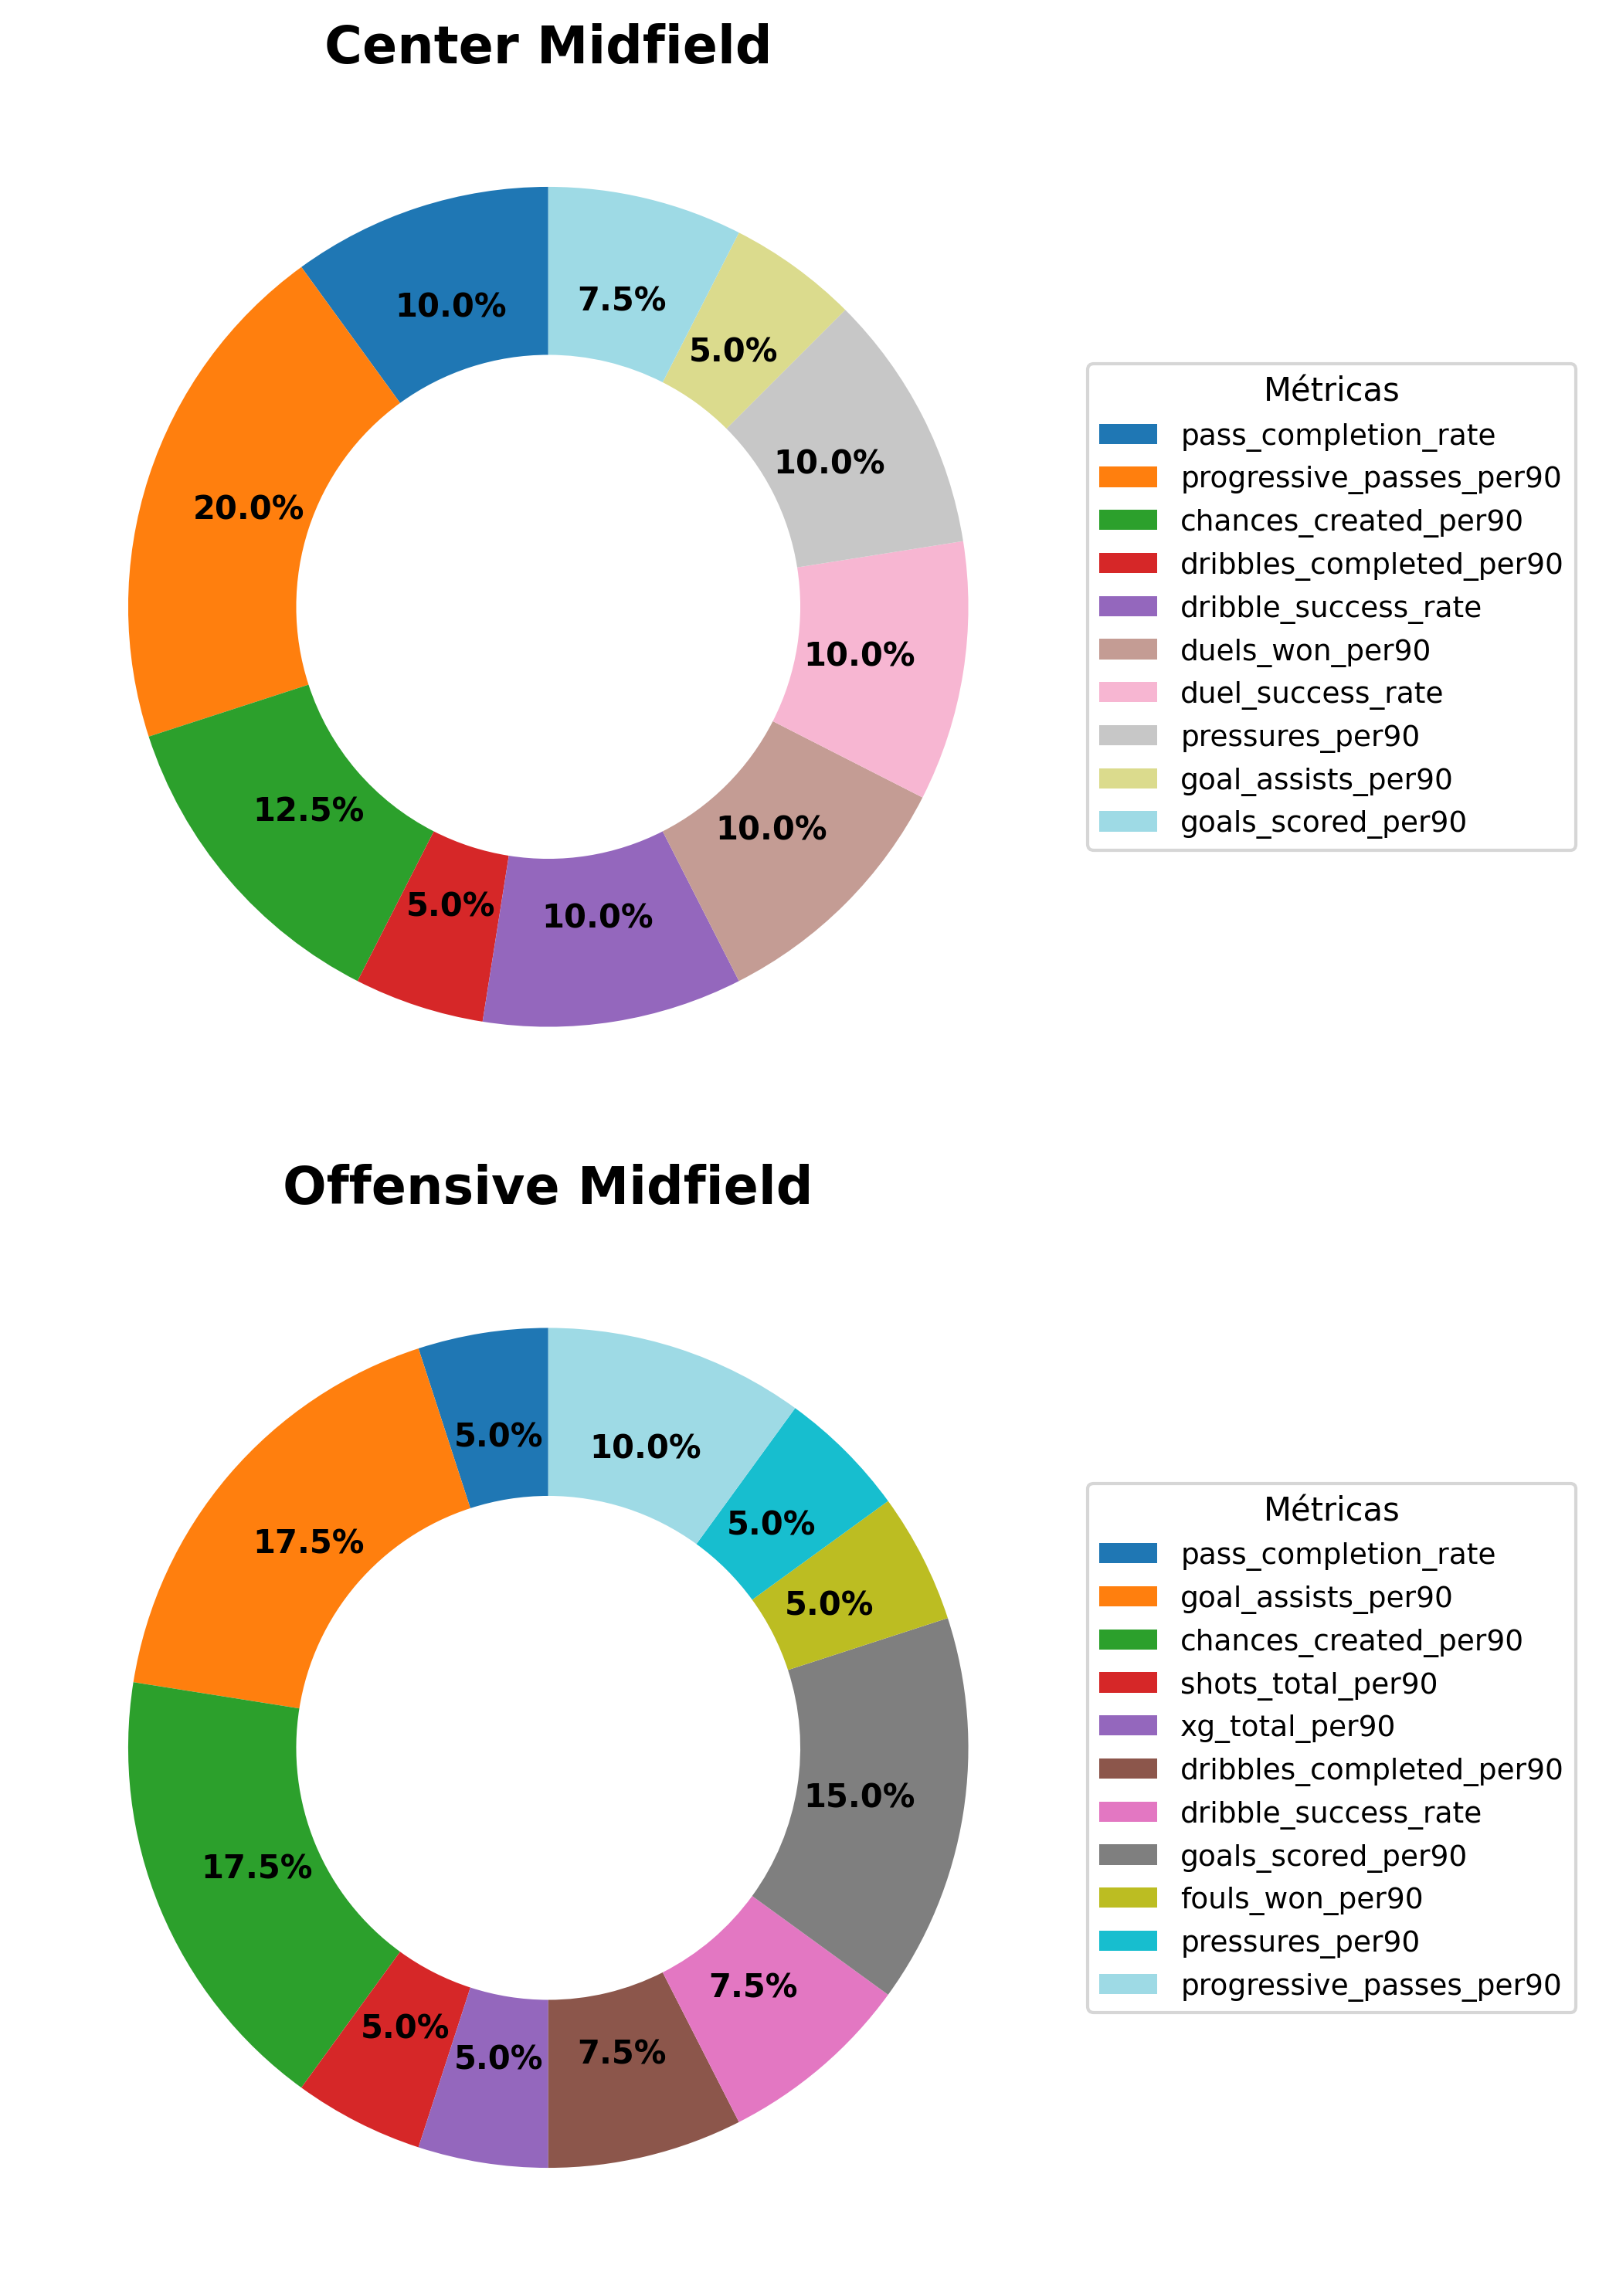 Center Midfield
7.5%
10.0%
5.0%
10.0%
20.0%
10.0%
12.5%
10.0%
5.0%
10.0%
Métricas
pass_completion_rate
progressive_passes_per90
chances_created_per90
dribbles_completed_per90
dribble_success_rate
duels_won_per90
duel_success_rate
pressures_per90
goal_assists_per90
goals_scored_per90
Offensive Midfield
5.0%
10.0%
5.0%
17.5%
5.0%
15.0%
17.5%
7.5%
5.0%
5.0%
7.5%
Métricas
pass_completion_rate
goal_assists_per90
chances_created_per90
shots_total_per90
xg_total_per90
dribbles_completed_per90
dribble_success_rate
goals_scored_per90
fouls_won_per90
pressures_per90
progressive_passes_per90